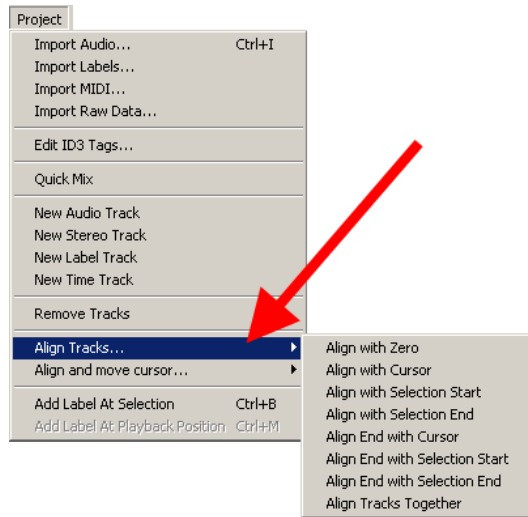 Project
Import Audio... Ctrl+I
Import Labels...
Import MIDI...
Import Raw Data...
Edit ID3 Tags...
Quick Mix
New Audio Track
New Stereo Track
New Label Track
New Time Track
Remove Tracks
Align Tracks...
Align and move cursor...
Add Label At Selection Ctrl+B
Add Label At Playback Position Ctrl+M
Align with Zero
Align with Cursor
Align with Selection Start
Align with Selection End
Align End with Cursor
Align End with Selection Start
Align End with Selection End
Align Tracks Together